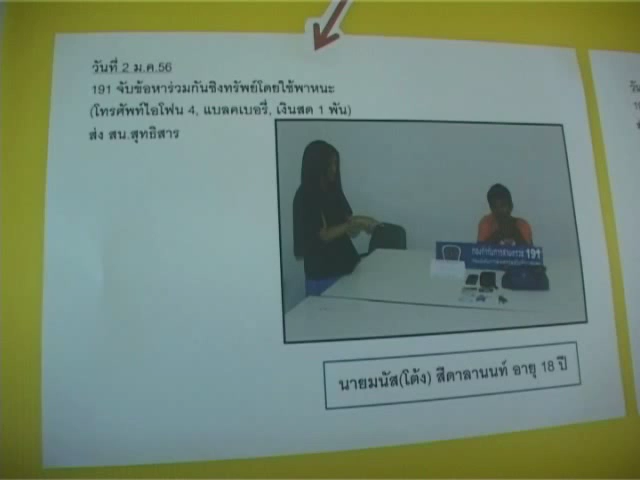 วันที่ 2 ม.ค.56
191 จับข้อหาร่วมกันชิงทรัพย์โดยใช้พาหนะ
(โทรศัพท์ไอโฟน 4, แบลคเบอรี่, เงินสด 1 พัน)
ส่ง สน.สุทธิสาร
191
นายมนัส(โต้ง) สีดาลานนท์ อายุ 18 ปี